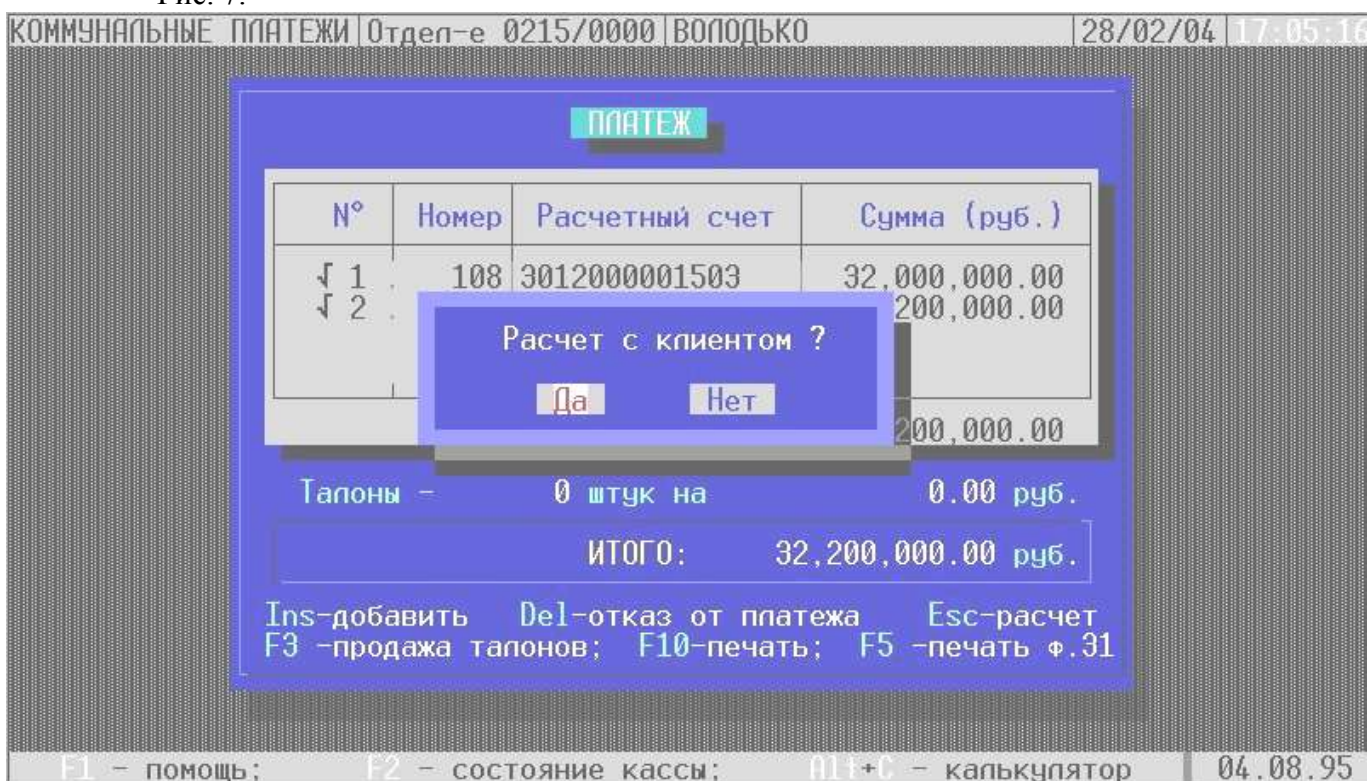 Рис. 7.
КОММУНАЛЬНЫЕ ПЛАТЕЖИ Отдел-е 0215/0000 ВОЛОДЬКО 28/02/04 17:05:16
ПЛАТЕЖ
N° Номер Расчетный счет Сумма (руб.)
√ 1 . 108 3012000001503 32,000,000.00
√ 2 . 200,000.00
Расчет с клиентом ?
Да Нет
200,000.00
Талоны - 0 штук на 0.00 руб.
ИТОГО: 32,200,000.00 руб.
Ins-добавить Del-отказ от платежа Esc-расчет
F3 -продажа талонов; F10-печать; F5 -печать ф.31
F1 - помощь; F2 - состояние кассы; Alt+C - калькулятор 04.08.95